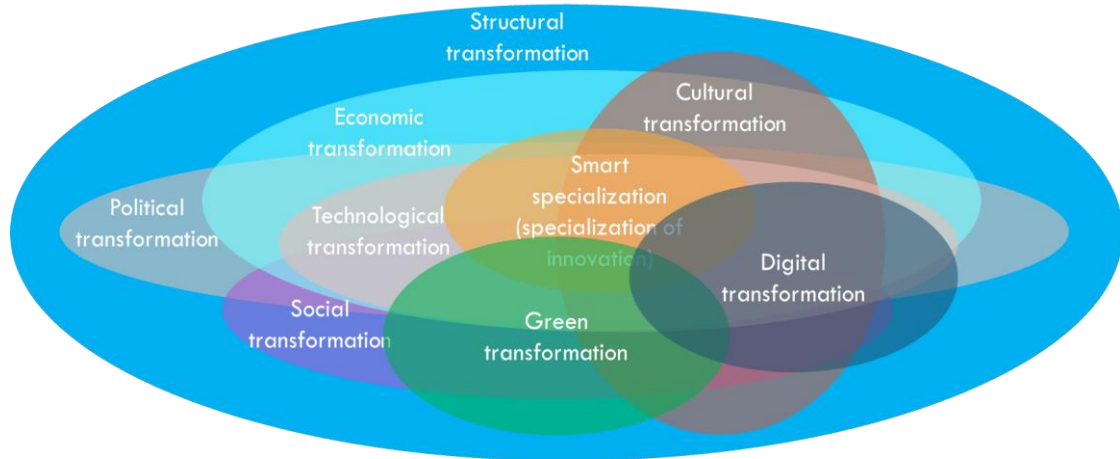 Structural
transformation
Cultural
transformation
Economic
transformation
Smart
specialization
(specialization of
innovation)
Political
transformation
Technological
transformation
Digital
transformation
Social
transformation
Green
transformation